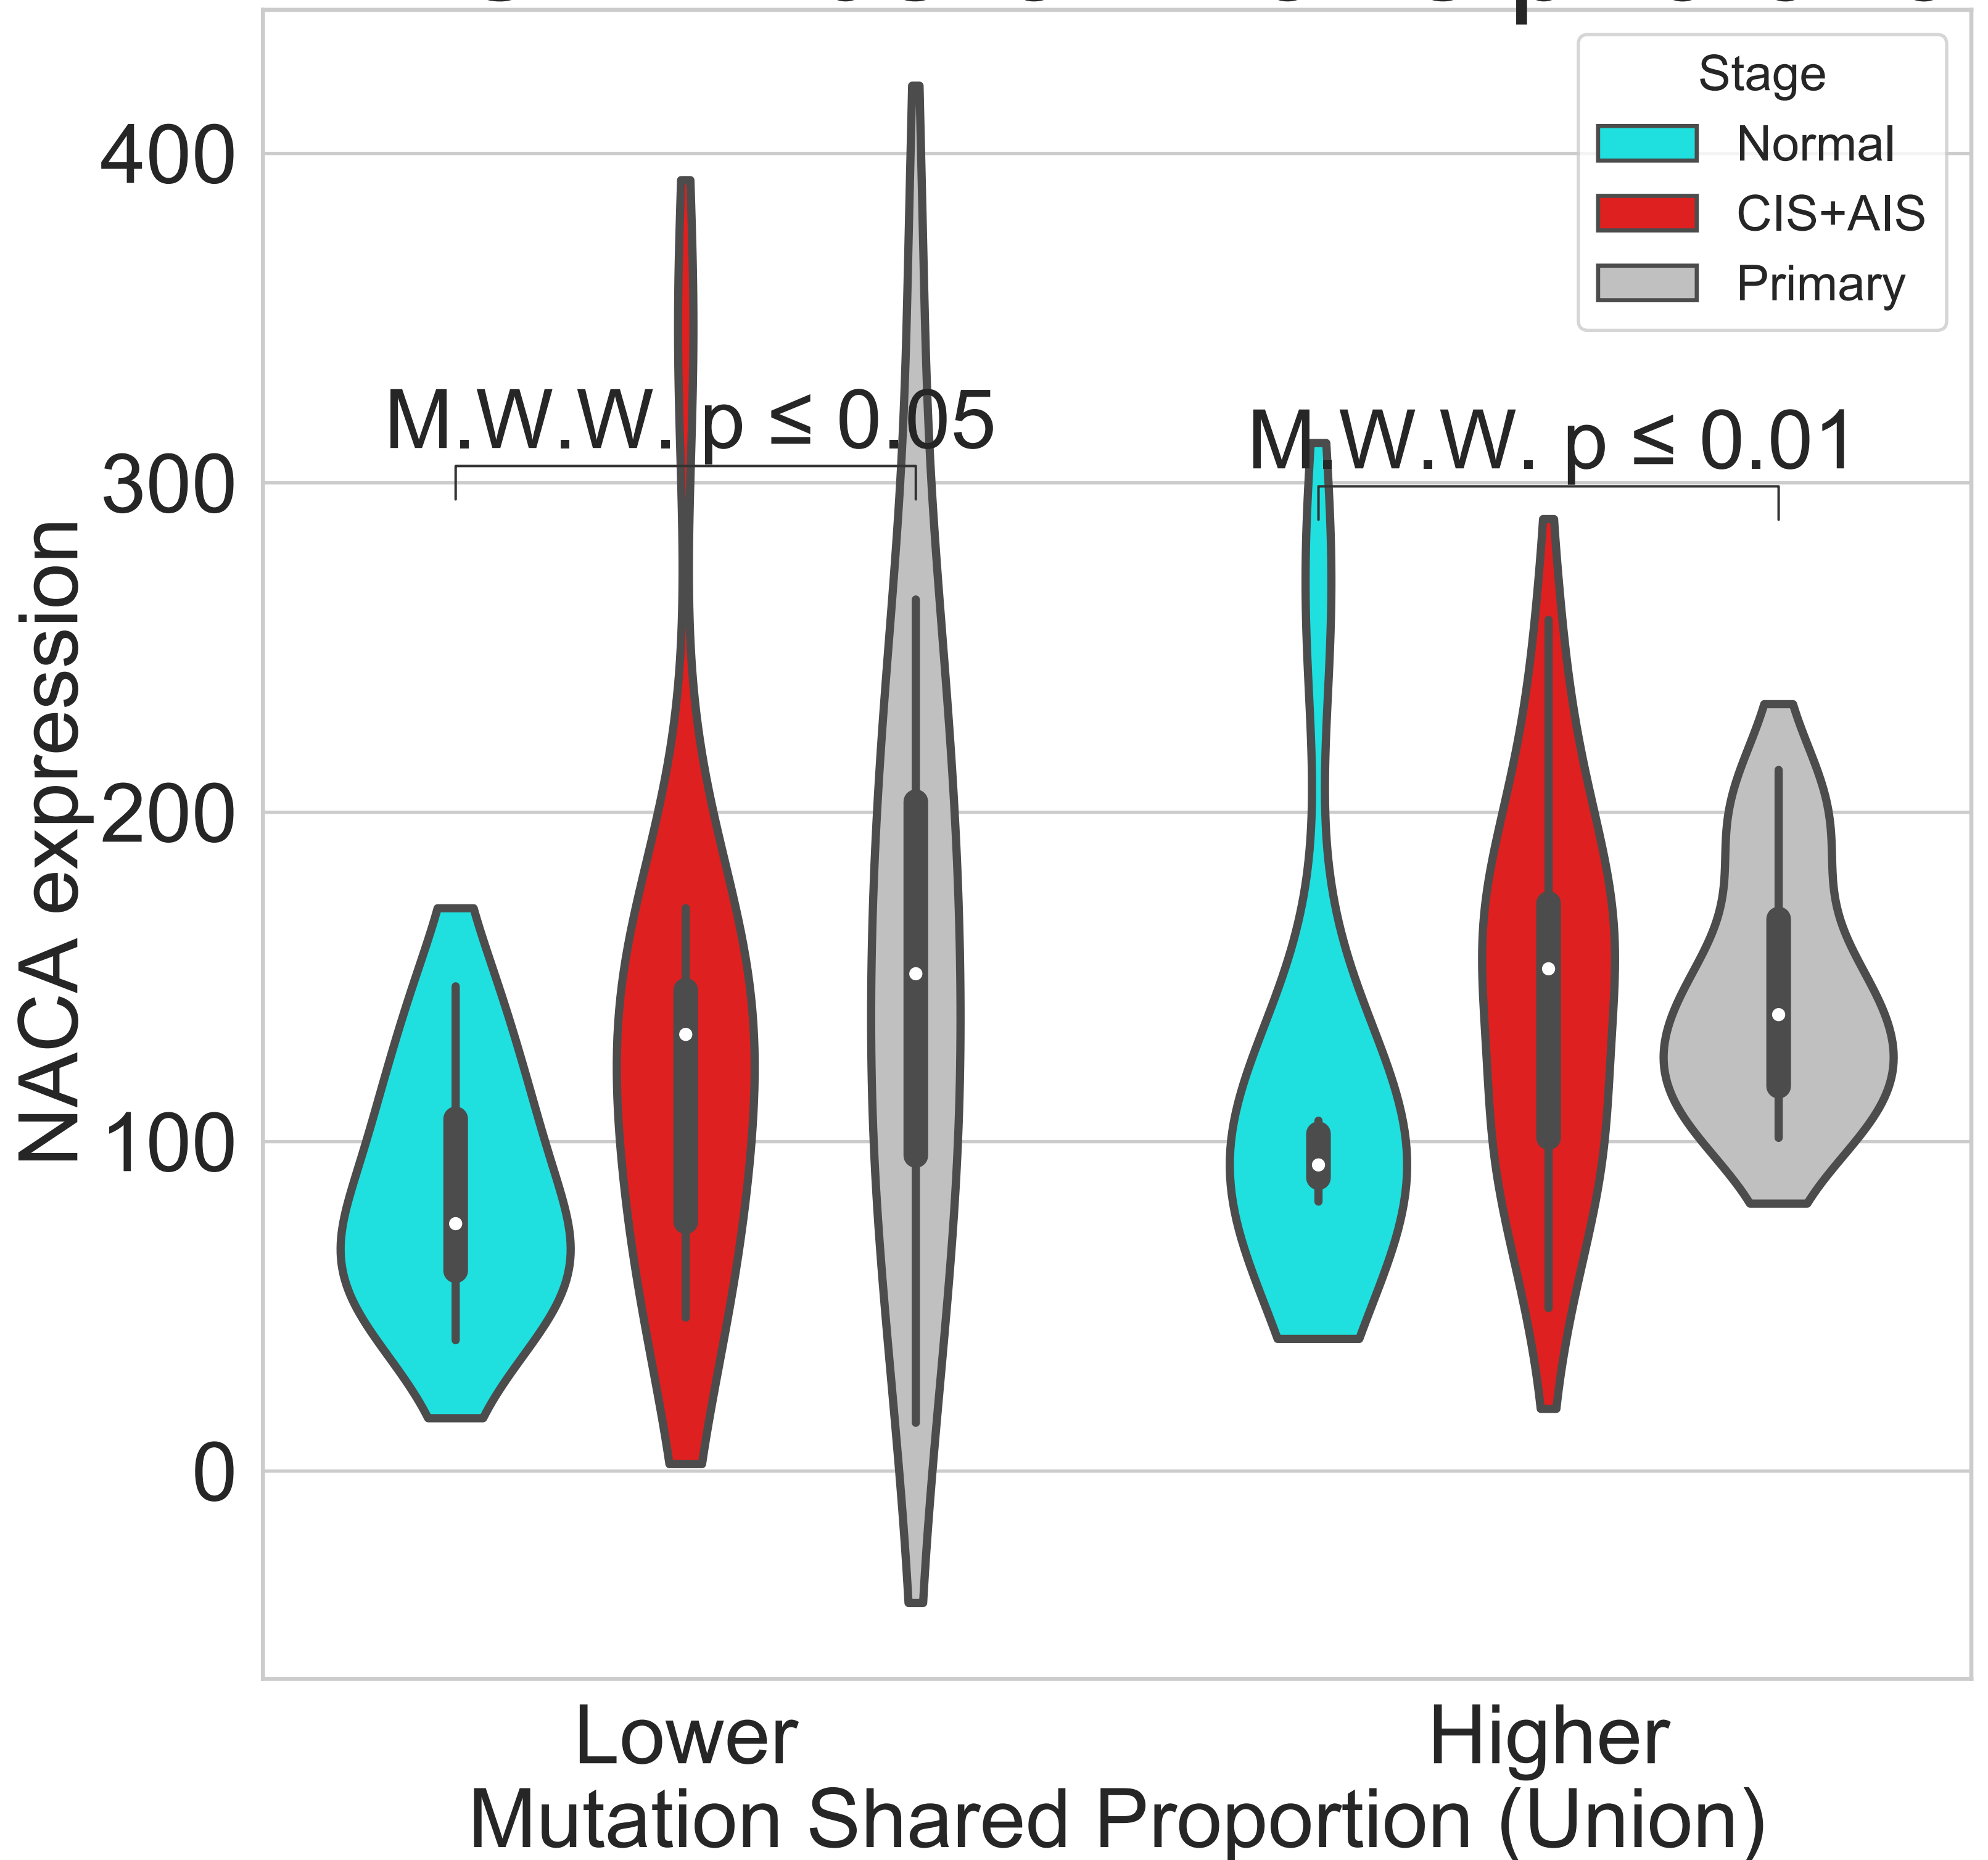 Stage
Normal
CIS+AIS
Primary
400
300
200
100
0
NACA expression
M.W.W. p ≤ 0.05
M.W.W. p ≤ 0.01
Lower
Higher
Mutation Shared Proportion (Union)